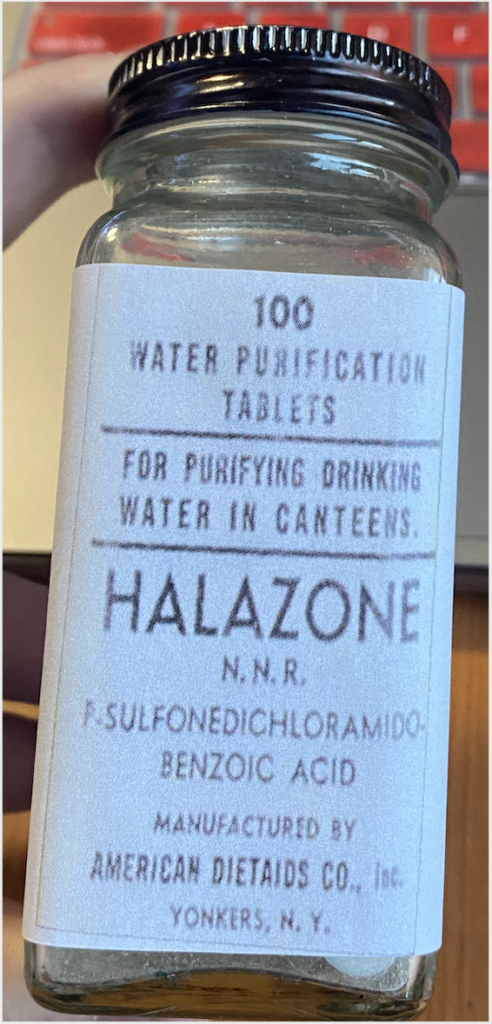 100
WATER PURIFICATION
TABLETS
FOR PURIFYING DRINKING
WATER IN CANTEENS.
HALAZONE
N. N. R.
P-SULFONEDICHLORAMIDO-
BENZOIC ACID
MANUFACTURED BY
AMERICAN DIETAIDS CO., Inc.
YONKERS, N. Y.